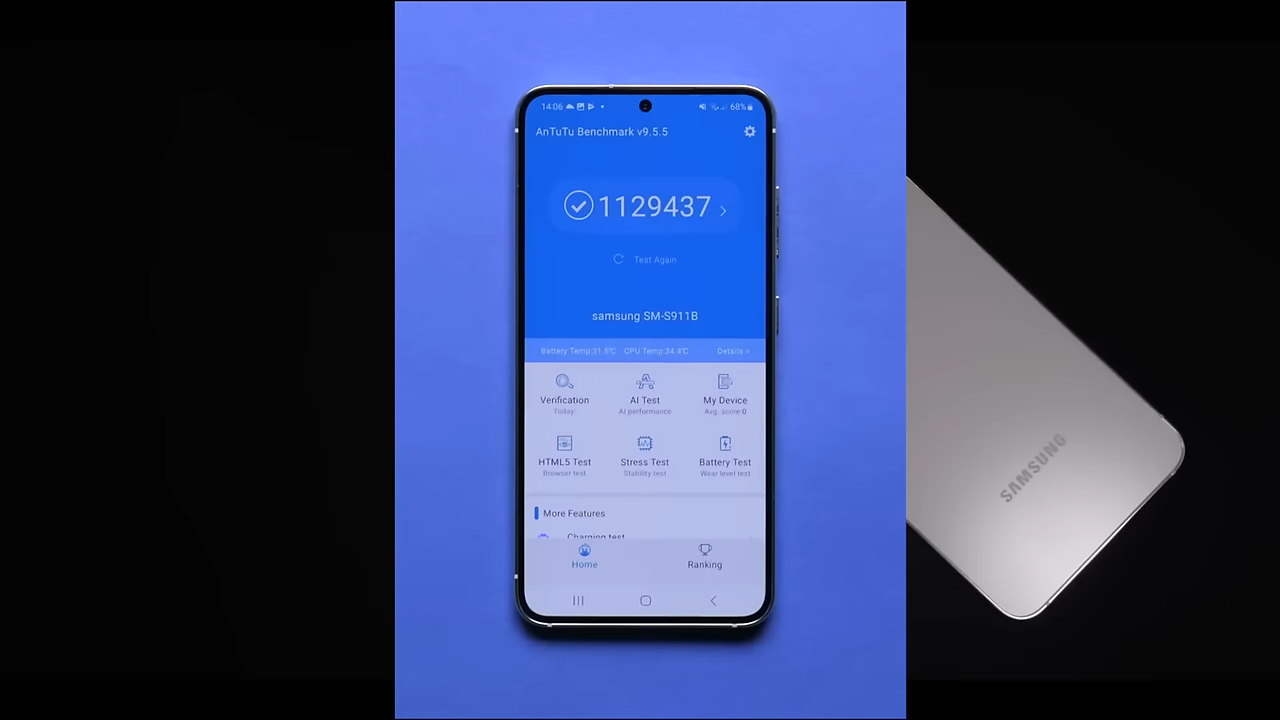 14:06 68%
AnTuTu Benchmark v9.5.5
1129437 >
Test Again
samsung SM-S911B
Battery Temp:31.5℃ CPU Temp:34.4℃ Details >
Verification AI Test My Device
Today AI performance Avg. score:0
HTML5 Test Stress Test Battery Test
Browser test Stability test Wear level test
More Features
Charging test
Home Ranking
SAMSUNG